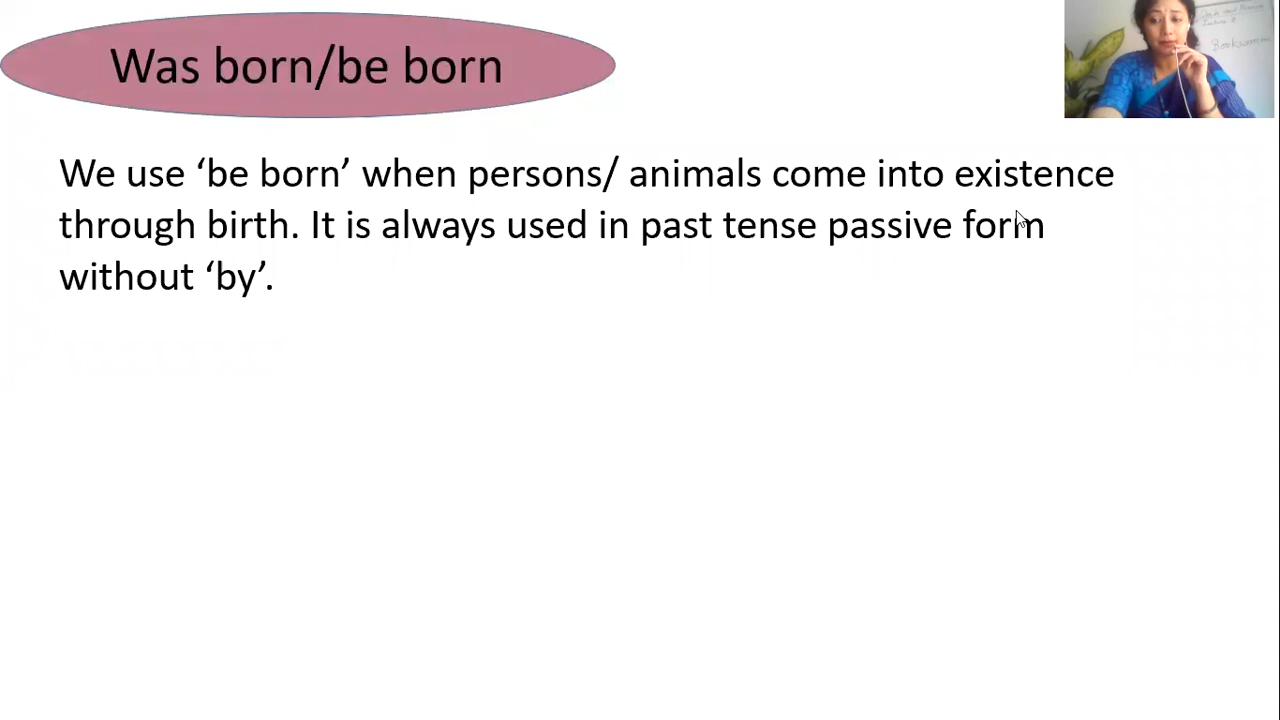 Was born/be born
We use ‘be born’ when persons/ animals come into existence
through birth. It is always used in past tense passive form
without ‘by’.